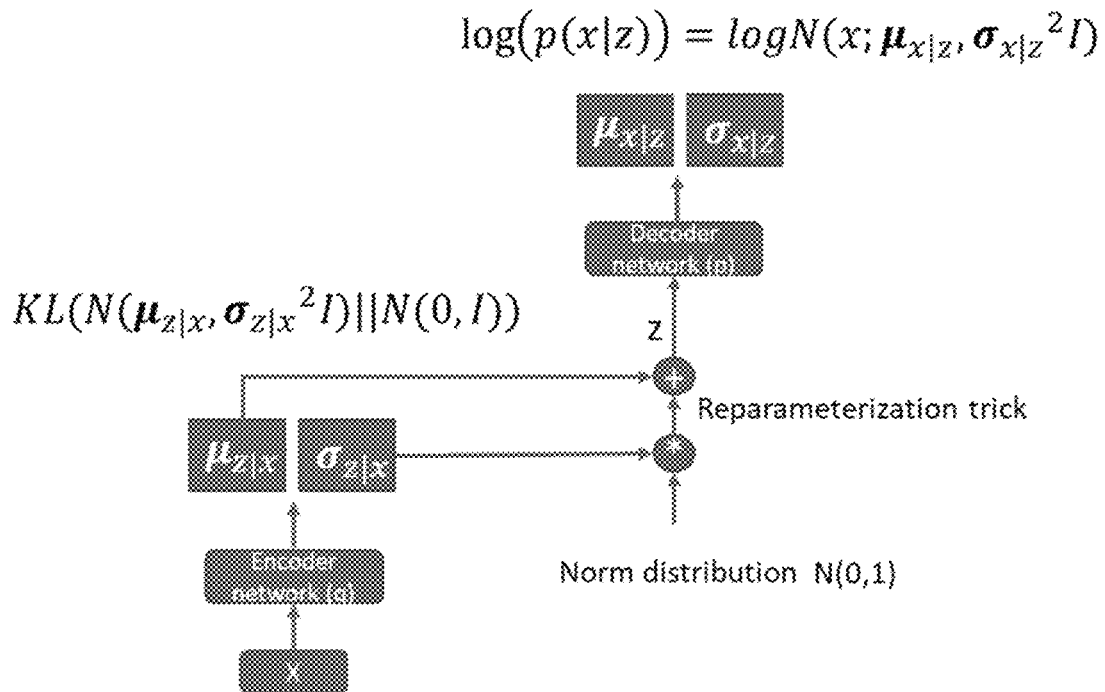 log(p(x|z)) = logN(x; μx|z, σx|z²I)
μx|z σx|z
Decoder
network (p)
KL(N(μz|x, σz|x²I)||N(0, I))
z
+
Reparameterization trick
*
μz|x σz|x
Encoder
network (q)
Norm distribution N(0,1)
X